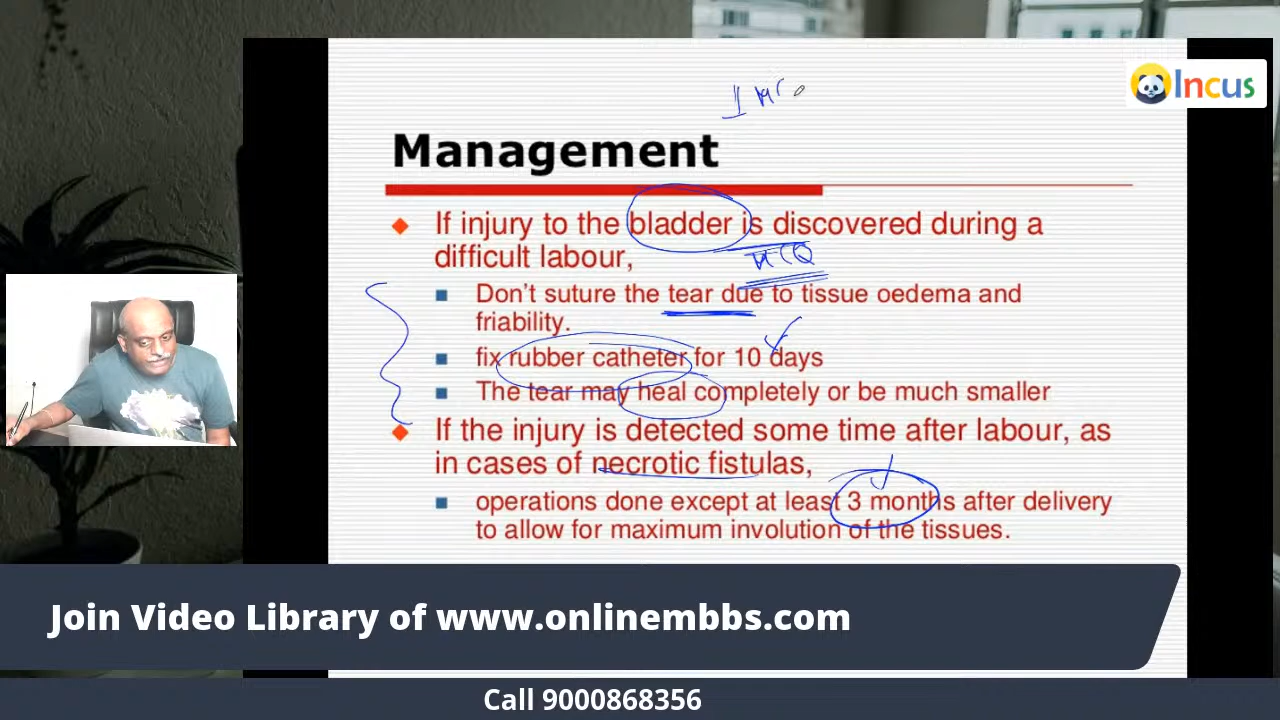 Incus
Management
If injury to the bladder is discovered during a
difficult labour,
MCQ
Don't suture the tear due to tissue oedema and
friability.
fix rubber catheter for 10 days
The tear may heal completely or be much smaller
If the injury is detected some time after labour, as
in cases of necrotic fistulas,
operations done except at least 3 months after delivery
to allow for maximum involution of the tissues.
Join Video Library of www.onlinembbs.com
Call 9000868356